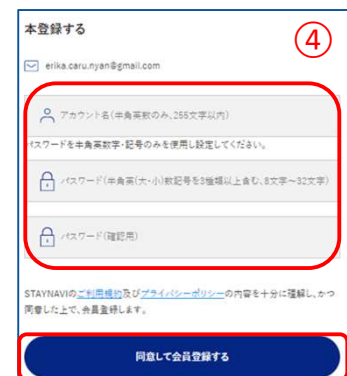 本登録する
④
erika.caru.nyan@gmail.com
アカウント名(半角英数のみ、255文字以内)
パスワードを半角英数字・記号のみを使用し設定してください。
パスワード(半角英(大・小)数記号を3種類以上含む、8文字～32文字)
パスワード(確認用)
STAYNAVIのご利用規約及びプライバシーポリシーの内容を十分に理解し、かつ
同意した上で、会員登録します。
同意して会員登録する